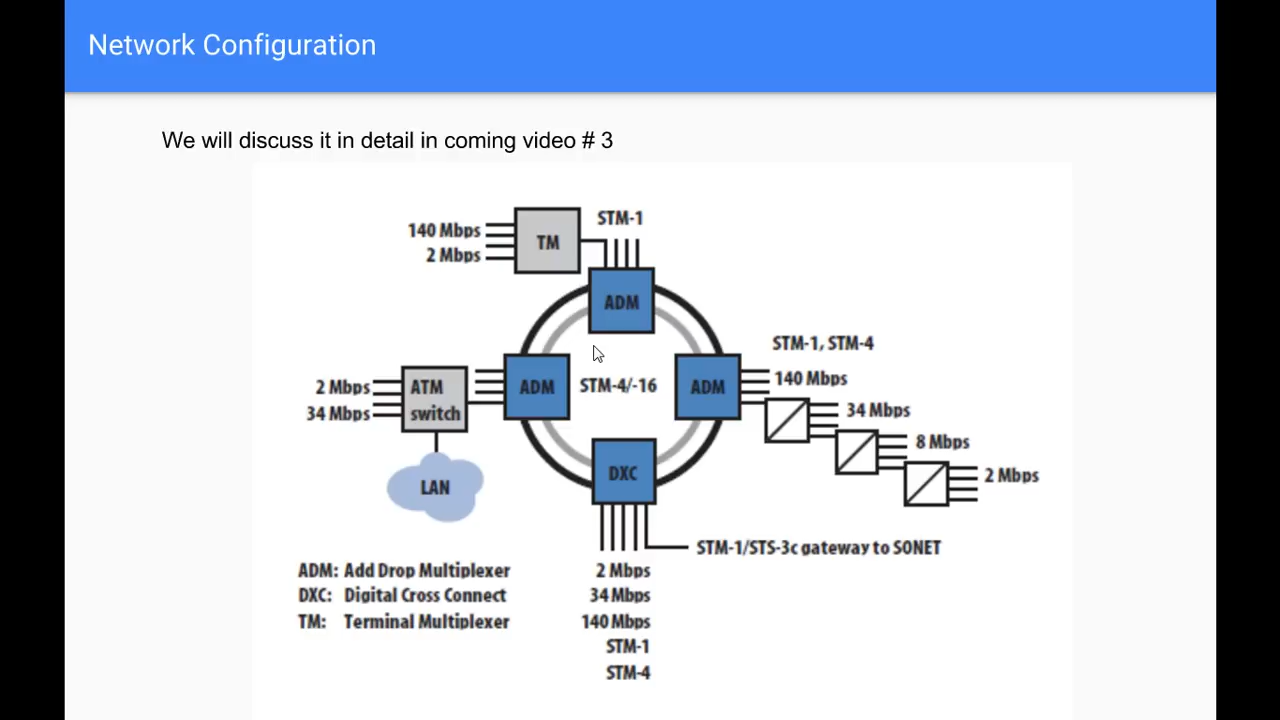 Network Configuration
We will discuss it in detail in coming video # 3
STM-1
140 Mbps
2 Mbps
TM
ADM
STM-1, STM-4
140 Mbps
2 Mbps
34 Mbps
ATM
switch
ADM
STM-4/-16
ADM
34 Mbps
8 Mbps
2 Mbps
LAN
DXC
STM-1/STS-3c gateway to SONET
ADM: Add Drop Multiplexer
DXC: Digital Cross Connect
TM: Terminal Multiplexer
2 Mbps
34 Mbps
140 Mbps
STM-1
STM-4